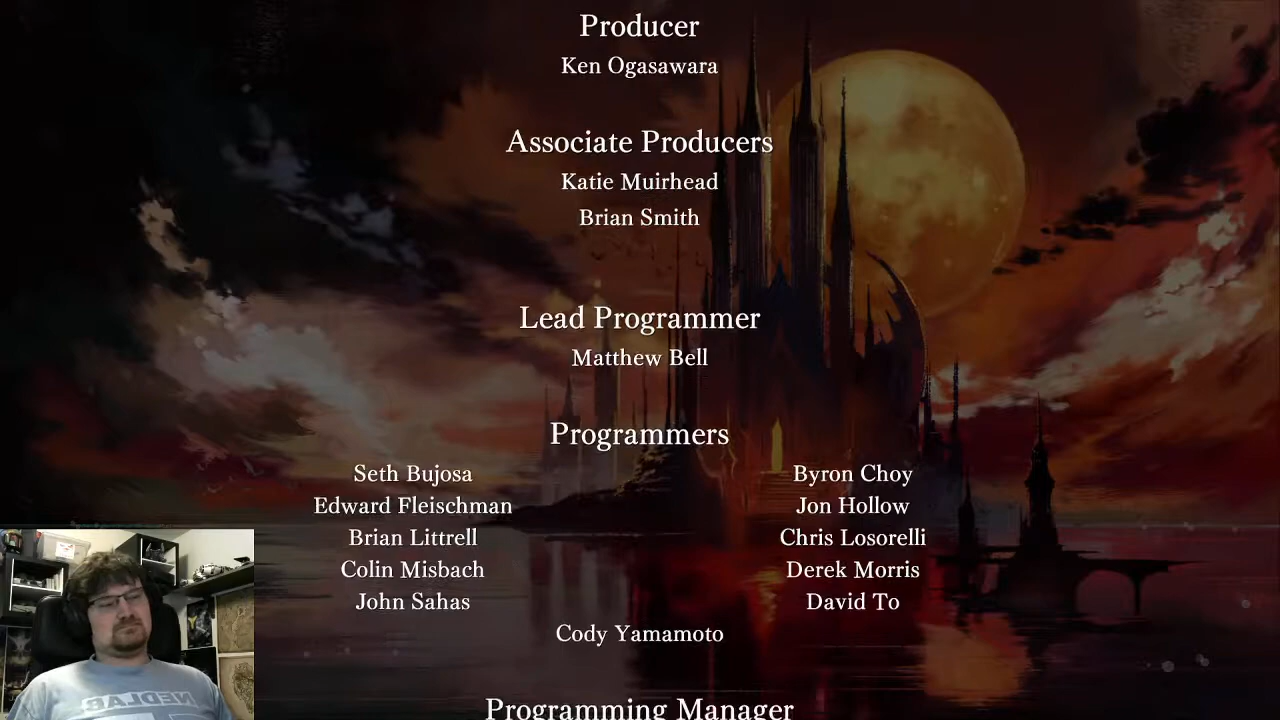 Producer
Ken Ogasawara
Associate Producers
Katie Muirhead
Brian Smith
Lead Programmer
Matthew Bell
Programmers
Seth Bujosa
Byron Choy
Edward Fleischman
Jon Hollow
Brian Littrell
Chris Losorelli
Colin Misbach
Derek Morris
John Sahas
David To
Cody Yamamoto
Programming Manager